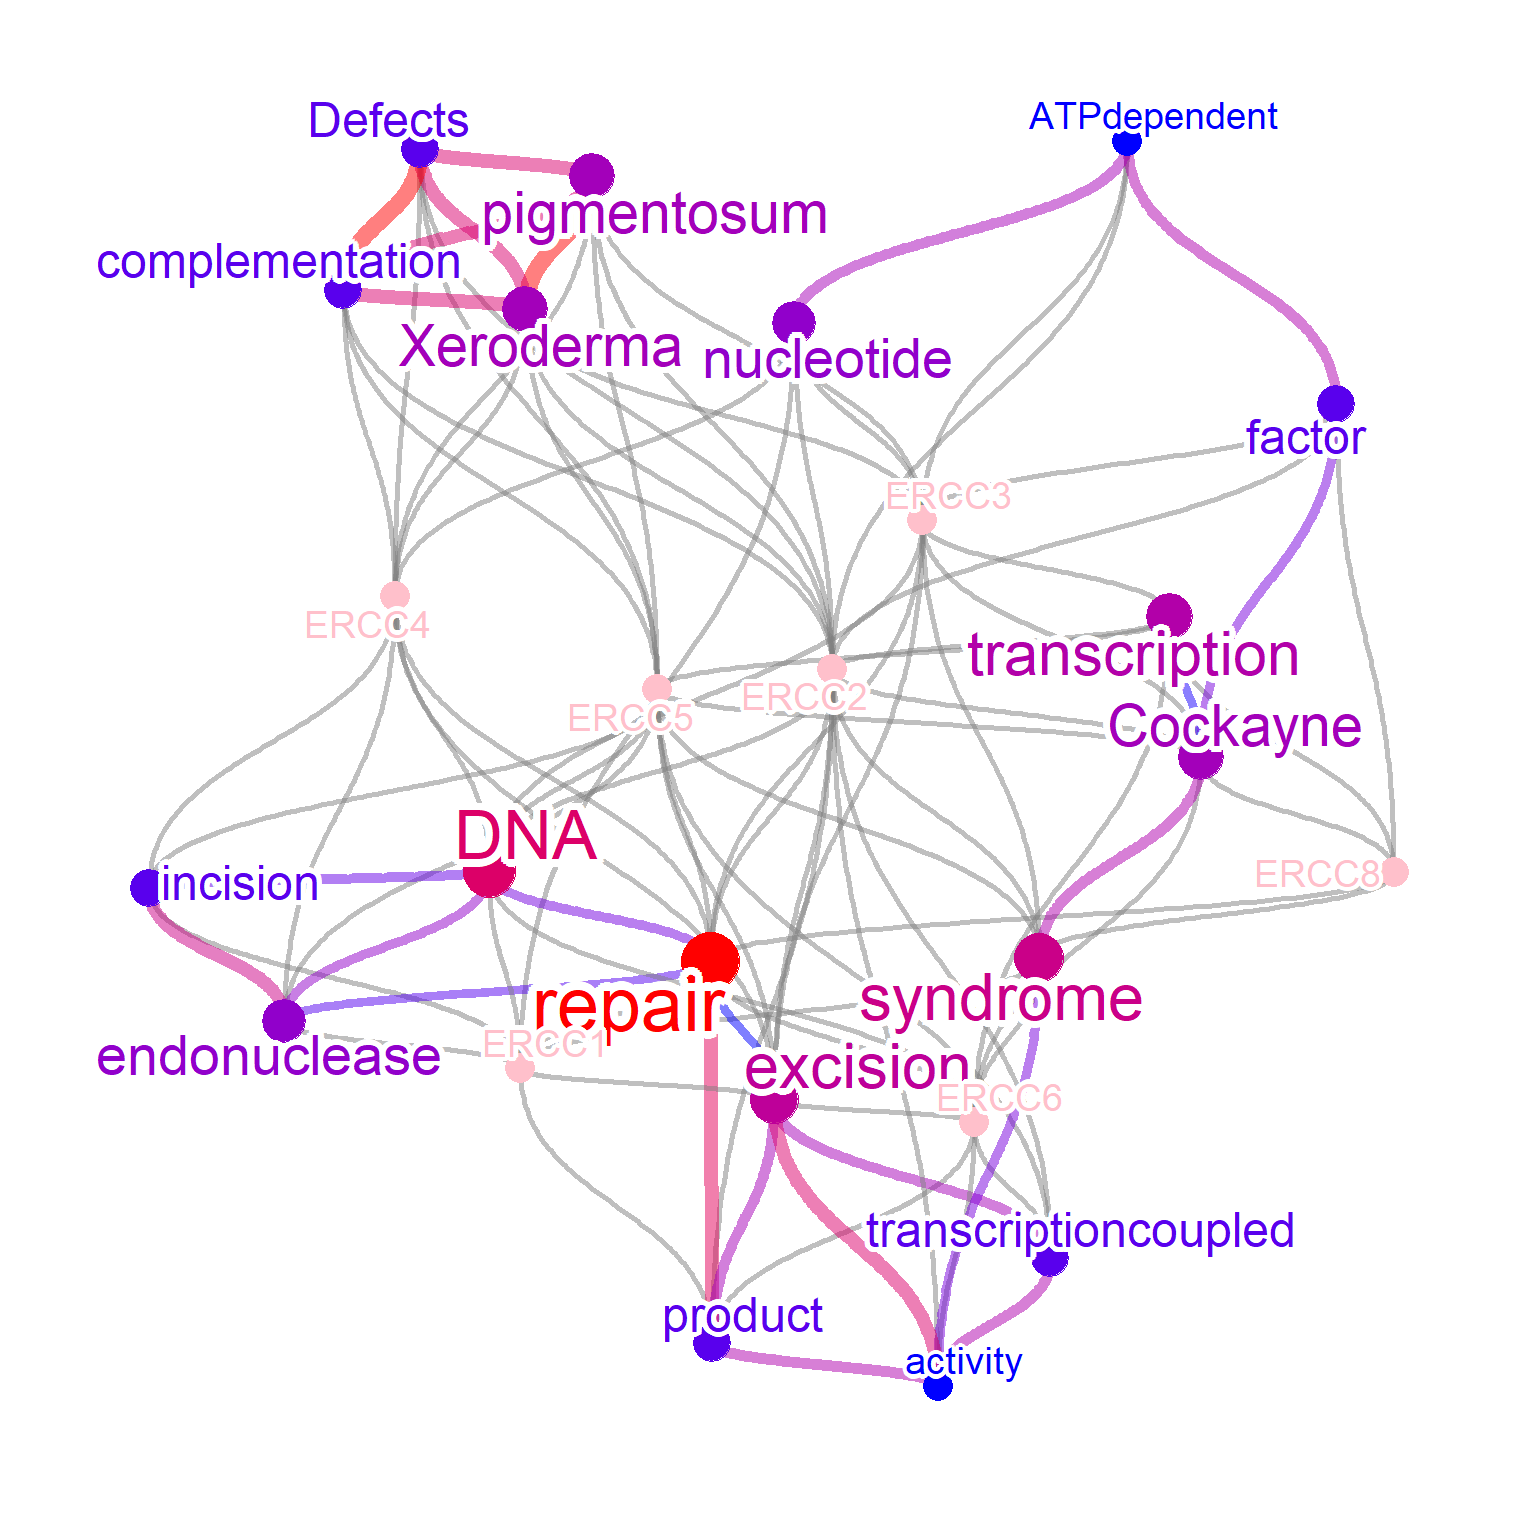 ATPdependent
Defects
pigmentosum
complementation
Xeroderma
nucleotide
factor
ERCC3
ERCC4
transcription
ERCC2
ERCC5
Cockayne
DNA
ERCC8
incision
syndrome
repair
ERCC1
endonuclease
excision
ERCC6
transcriptioncoupled
product
activity